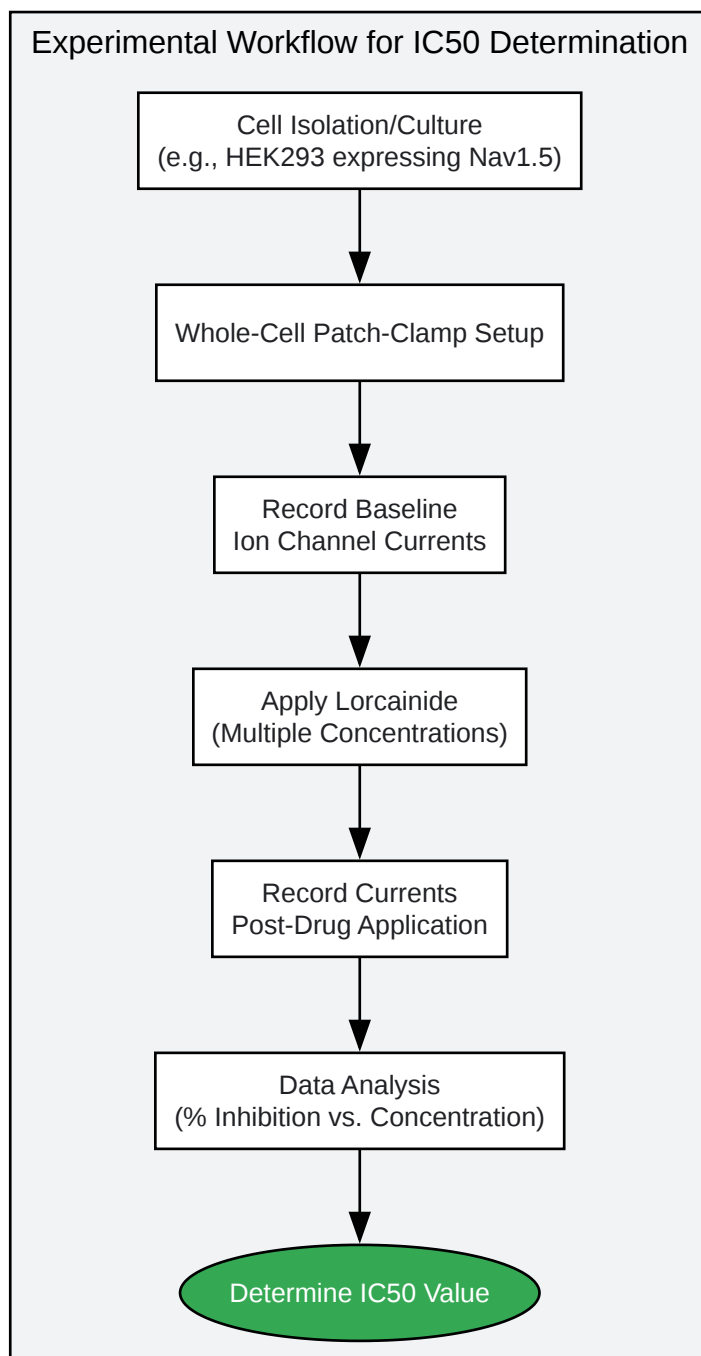 Experimental Workflow for IC50 Determination
Cell Isolation/Culture
(e.g., HEK293 expressing Nav1.5)
Whole-Cell Patch-Clamp Setup
Record Baseline
Ion Channel Currents
Apply Lorcainide
(Multiple Concentrations)
Record Currents
Post-Drug Application
Data Analysis
(% Inhibition vs. Concentration)
Determine IC50 Value